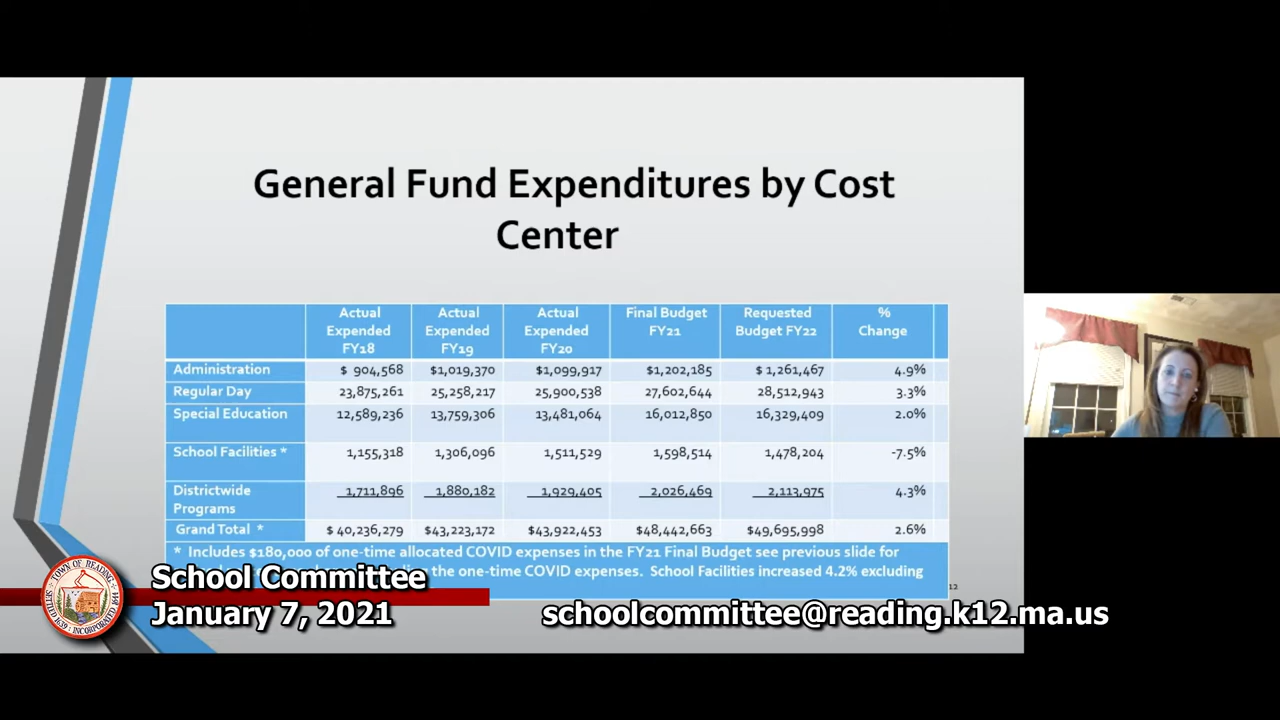 General Fund Expenditures by Cost
Center
Actual Expended FY18 Actual Expended FY19 Actual Expended FY20 Final Budget FY21 Requested Budget FY22 % Change
Administration $ 904,568 $1,019,370 $1,099,917 $1,202,185 $ 1,261,467 4.9%
Regular Day 23,875,261 25,258,217 25,900,538 27,602,644 28,512,943 3.3%
Special Education 12,589,236 13,759,306 13,481,064 16,012,850 16,329,409 2.0%
School Facilities * 1,155,318 1,306,096 1,511,529 1,598,514 1,478,204 -7.5%
Districtwide Programs 1,711,896 1,880,182 1,929,405 2,026,469 2,113,975 4.3%
Grand Total * $ 40,236,279 $43,223,172 $43,922,453 $48,442,663 $49,695,998 2.6%
* Includes $180,000 of one-time allocated COVID expenses in the FY21 Final Budget see previous slide for
the one-time COVID expenses. School Facilities increased 4.2% excluding
12
TOWN OF READING
SETTLED 1639 INCORPORATED 1644
School Committee
January 7, 2021
schoolcommittee@reading.k12.ma.us